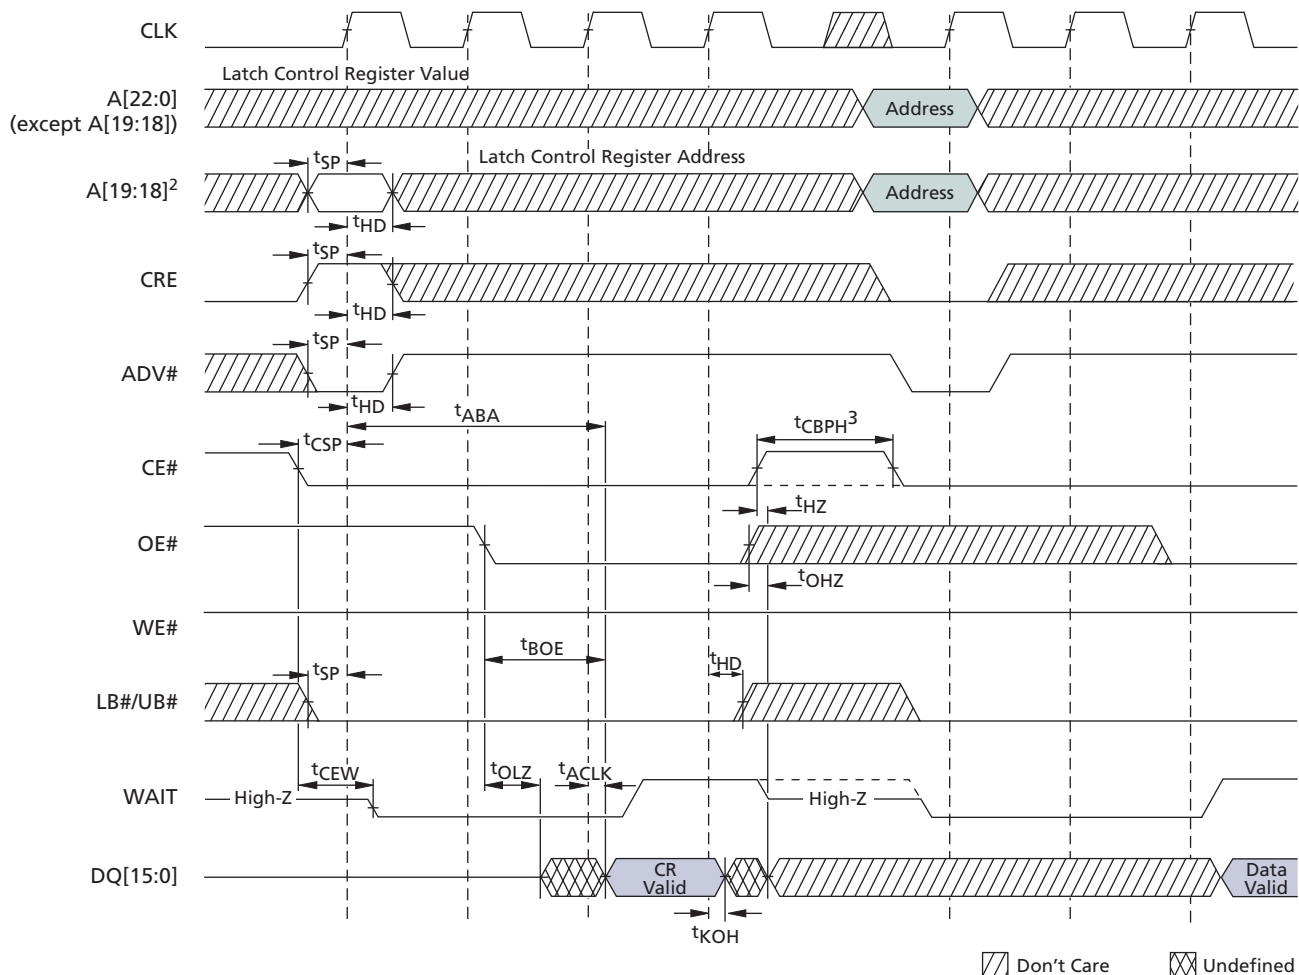 CLK
Latch Control Register Value
A[22:0]
(except A[19:18])
Address
tSP
Latch Control Register Address
A[19:18]2
Address
tHD
tSP
CRE
tHD
tSP
ADV#
tHD
tABA
tCBPH3
tCSP
CE#
tHZ
OE#
tOHZ
WE#
tBOE
tHD
tSP
LB#/UB#
tCEW
tOLZ
tACLK
WAIT
High-Z
High-Z
DQ[15:0]
CR
Valid
Data
Valid
tKOH
Don't Care
Undefined